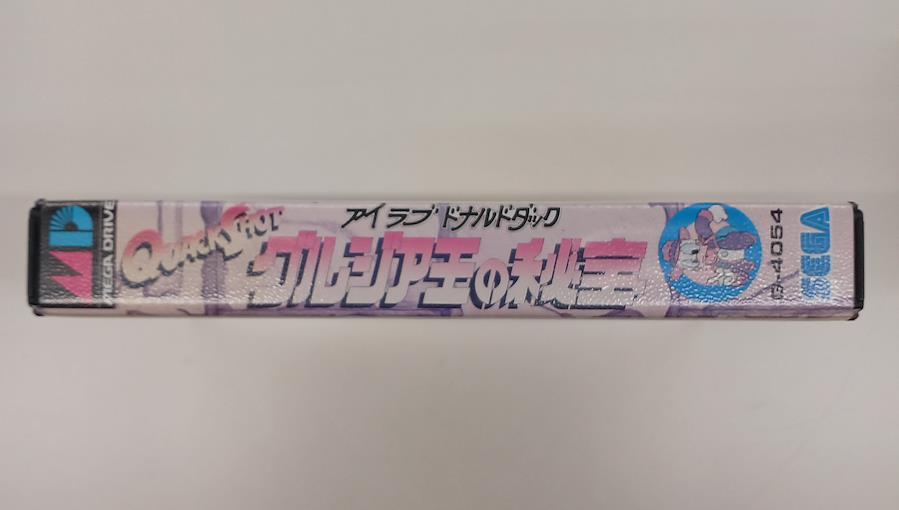 MD
MEGA DRIVE
QUACKSHOT
アイ ラブ・ドナルドダック
グルジア王の秘宝
G-4054
SEGA